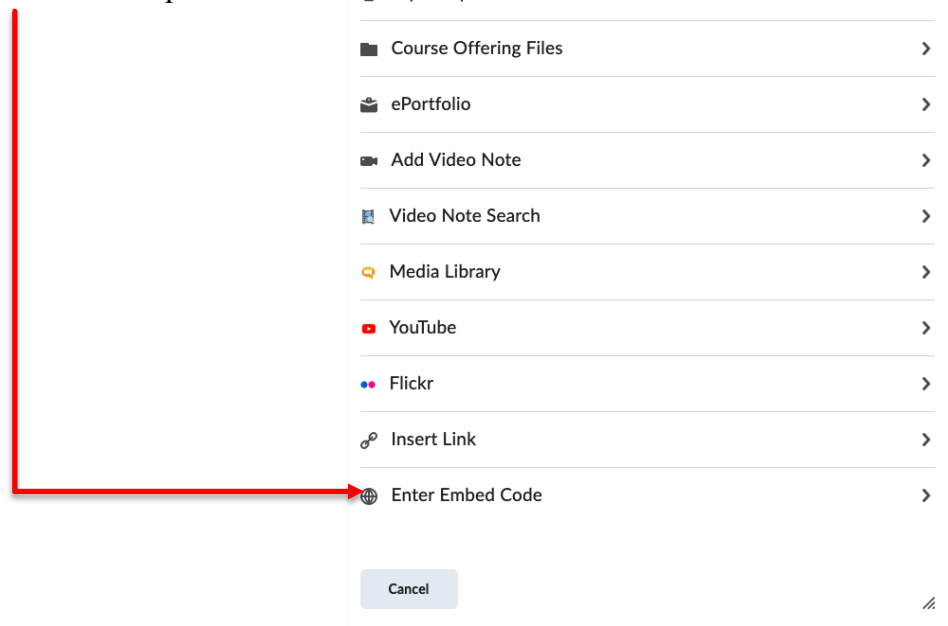 Course Offering Files
ePortfolio
Add Video Note
Video Note Search
Media Library
YouTube
Flickr
Insert Link
Enter Embed Code
Cancel